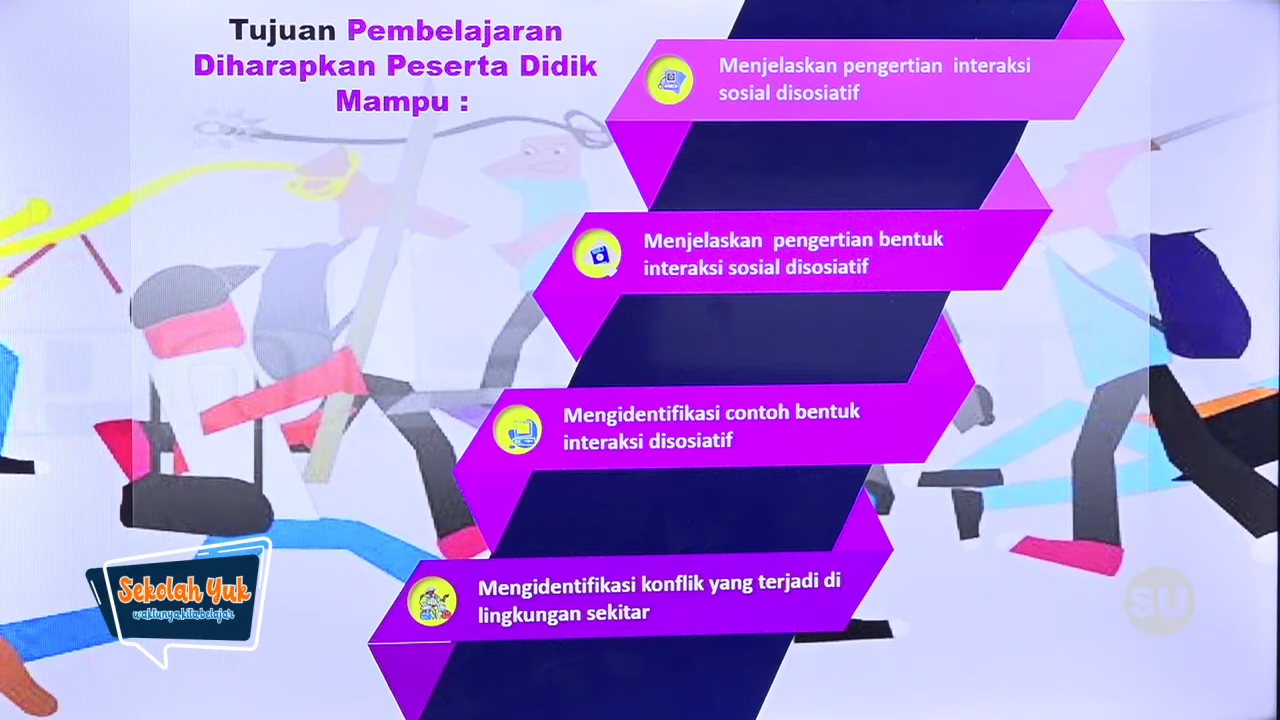 Tujuan Pembelajaran
Diharapkan Peserta Didik
Mampu :
Menjelaskan pengertian interaksi
sosial disosiatif
Menjelaskan pengertian bentuk
interaksi sosial disosiatif
Mengidentifikasi contoh bentuk
interaksi disosiatif
Mengidentifikasi konflik yang terjadi di
lingkungan sekitar
Sekolah Yuk
waktunya kita belajar
SU